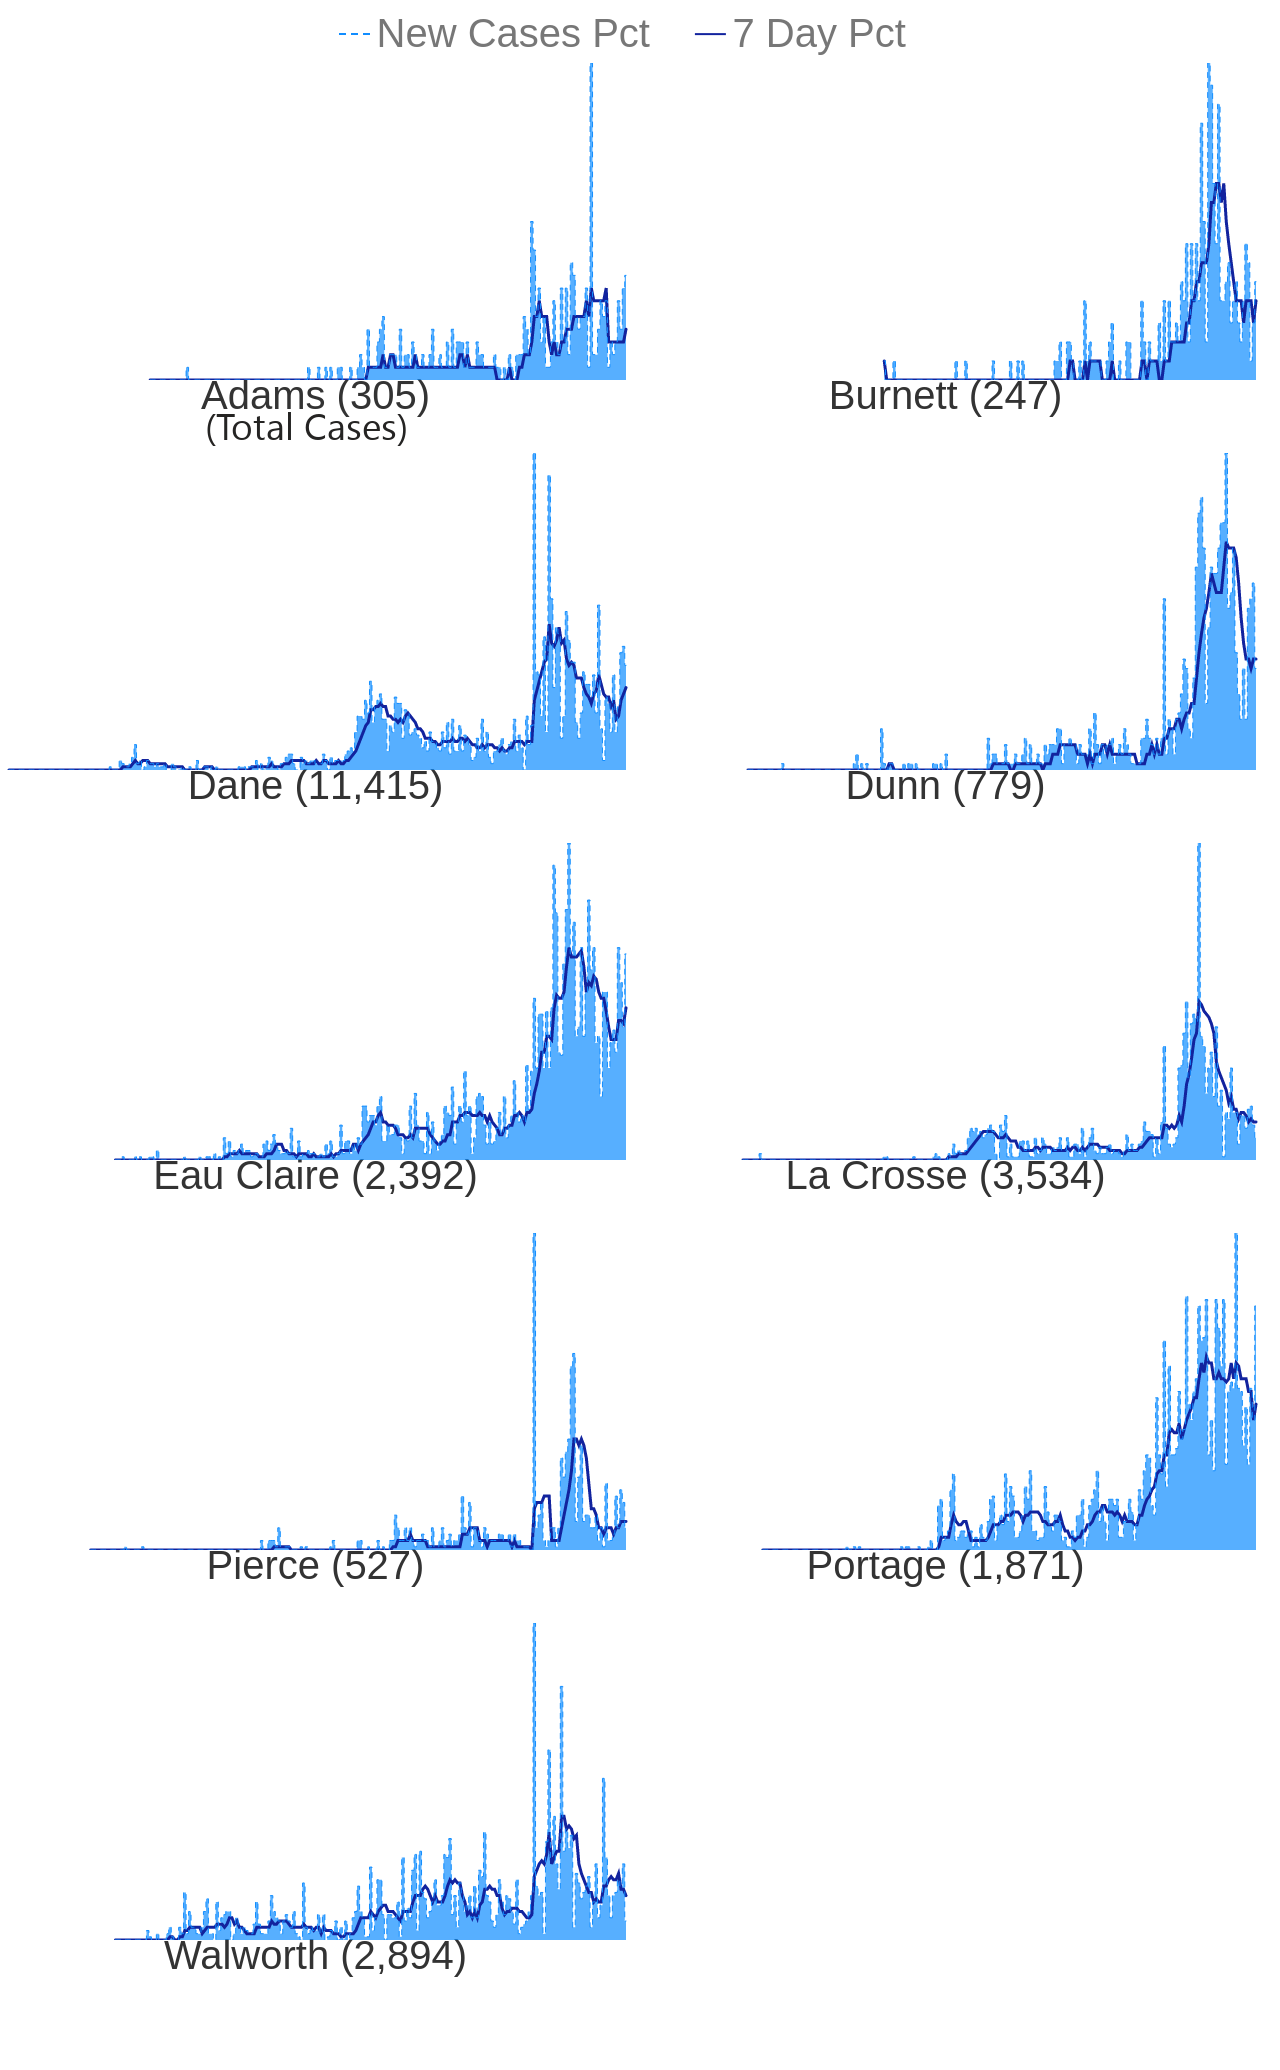 New Cases Pct 7 Day Pct
Adams (305) Burnett (247)
(Total Cases)
Dane (11,415) Dunn (779)
Eau Claire (2,392) La Crosse (3,534)
Pierce (527) Portage (1,871)
Walworth (2,894)